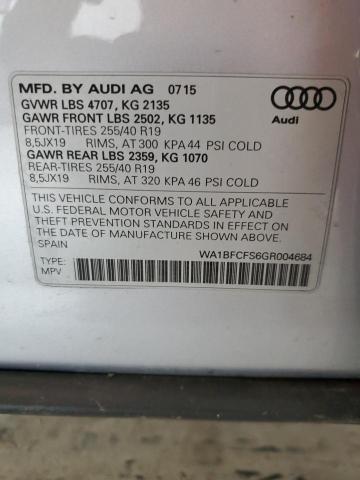 MFD. BY AUDI AG 07 15
GVWR LBS 4707, KG 2135
GAWR FRONT LBS 2502, KG 1135
FRONT-TIRES 255/40 R19
8,5JX19 RIMS, AT 300 KPA 44 PSI COLD
GAWR REAR LBS 2359, KG 1070
REAR-TIRES 255/40 R19
8,5JX19 RIMS, AT 320 KPA 46 PSI COLD
Audi
THIS VEHICLE CONFORMS TO ALL APPLICABLE
U.S. FEDERAL MOTOR VEHICLE SAFETY AND
THEFT PREVENTION STANDARDS IN EFFECT ON
THE DATE OF MANUFACTURE SHOWN ABOVE.
SPAIN
WA1BFCFS6GR004684
TYPE:
MPV